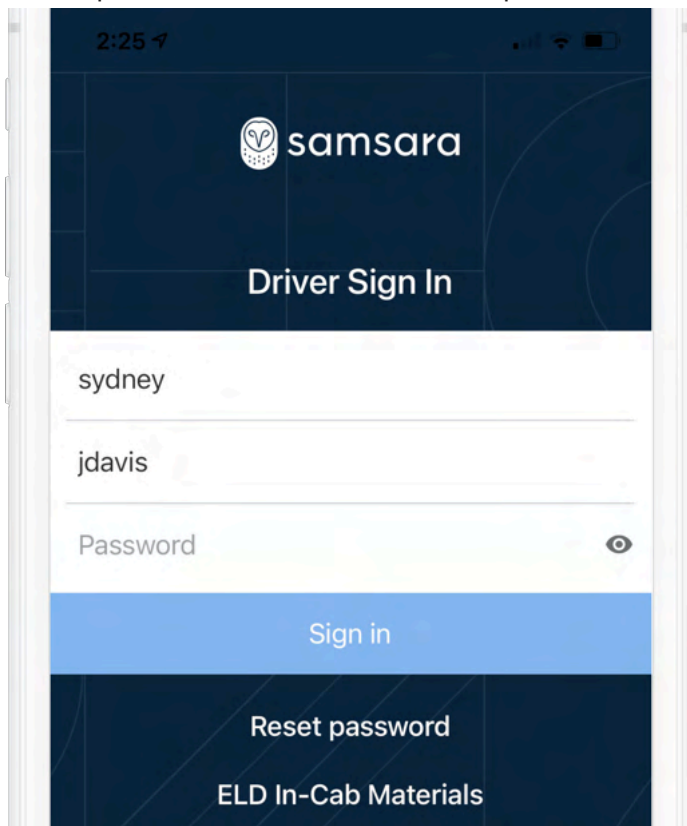 2:25
samsara
Driver Sign In
sydney
jdavis
Password
Sign in
Reset password
ELD In-Cab Materials